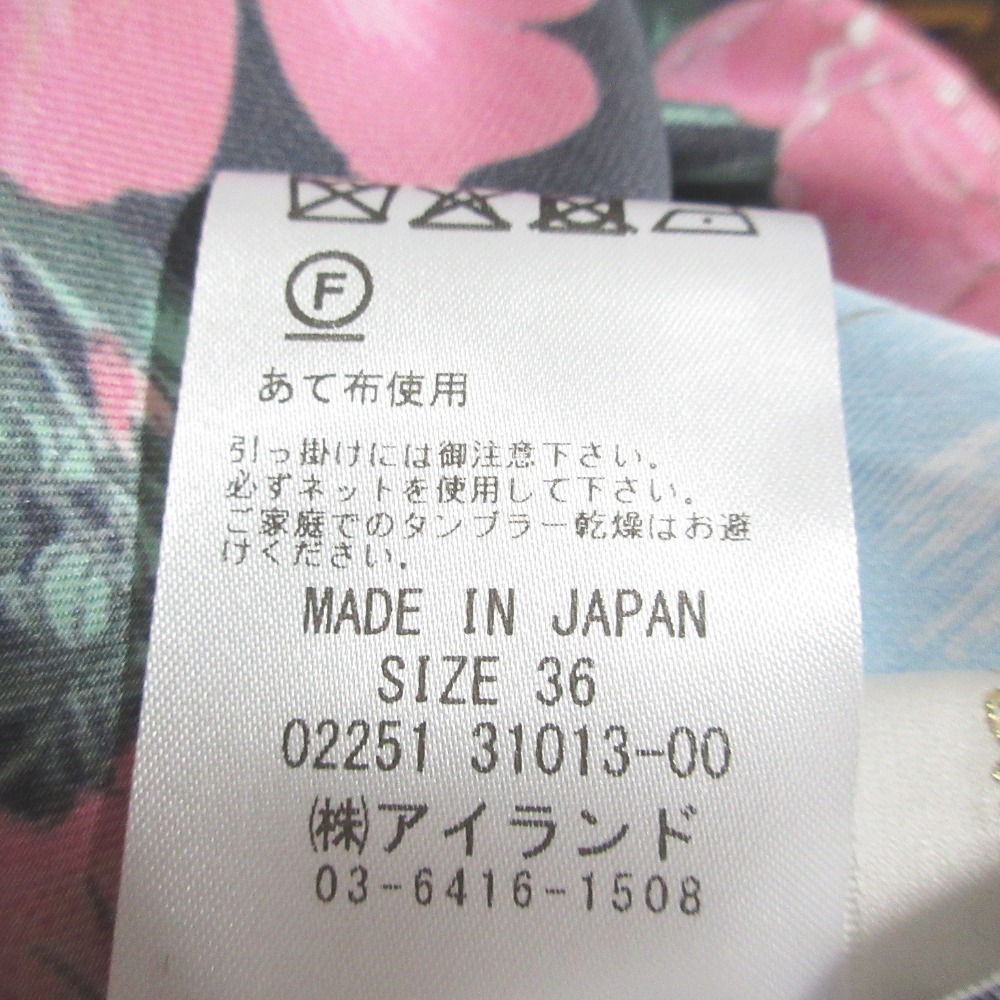 F
あて布使用
引っ掛けには御注意下さい。
必ずネットを使用して下さい。
ご家庭でのタンブラー乾燥はお避
けください。
MADE IN JAPAN
SIZE 36
02251 31013-00
㈱アイランド
03-6416-1508